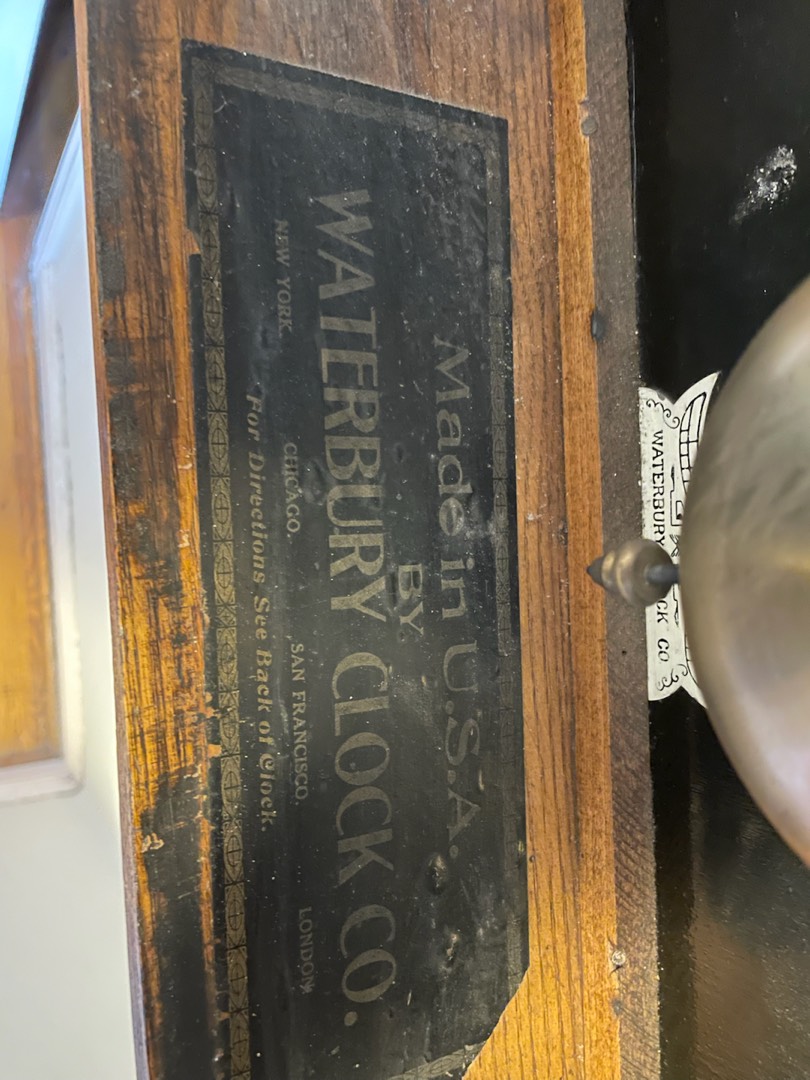 Made in U.S.A.
BY
WATERBURY CLOCK CO.
NEW YORK. CHICAGO. SAN FRANCISCO. LONDON
For Directions See Back of Clock.
WATERBURY CK CO